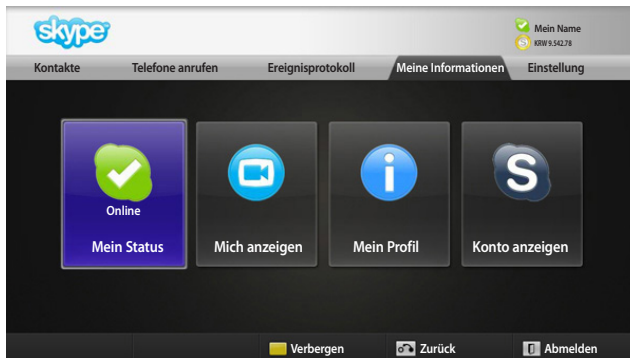 skype
Mein Name
S KRW 9.542.78
Kontakte Telefone anrufen Ereignisprotokoll Meine Informationen Einstellung
Online
Mein Status Mich anzeigen Mein Profil Konto anzeigen
Verbergen Zurück Abmelden